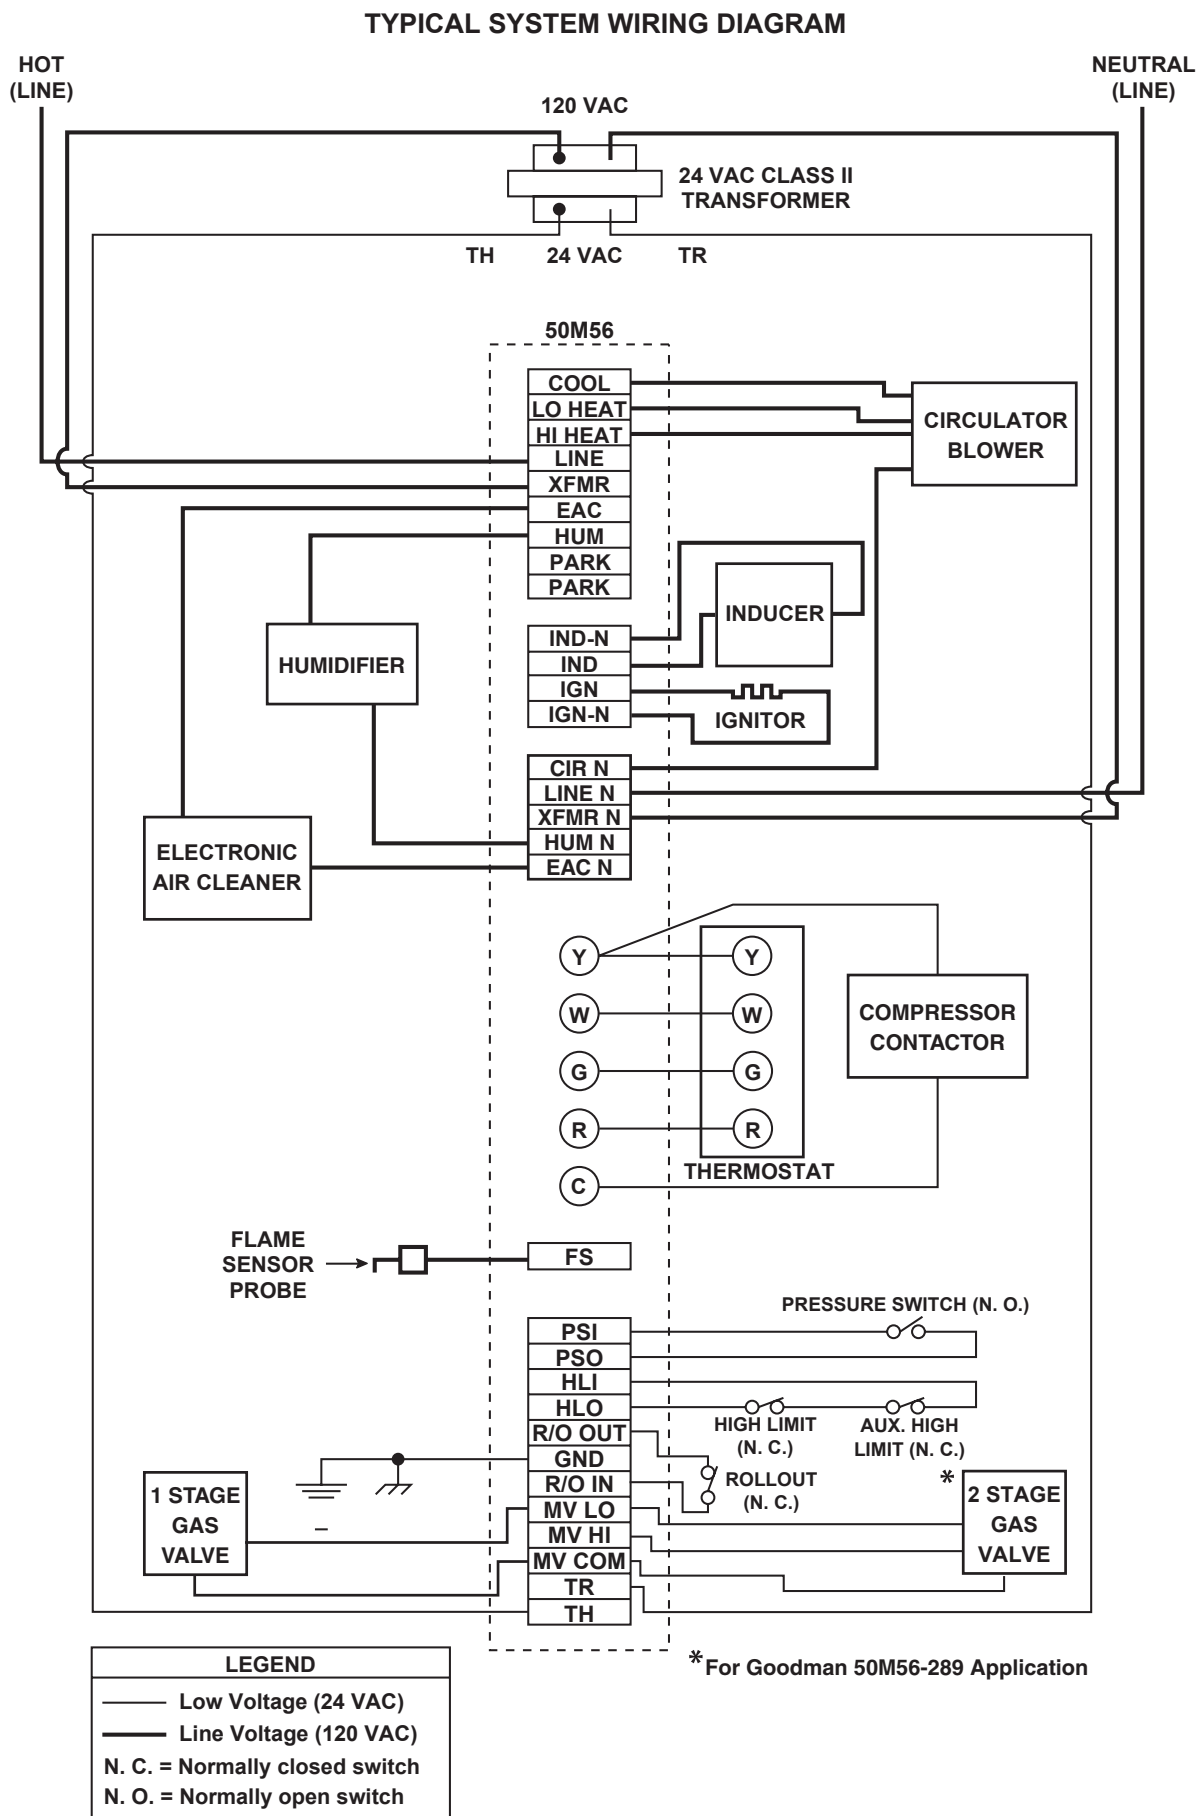 TYPICAL SYSTEM WIRING DIAGRAM
HOT
(LINE)
NEUTRAL
(LINE)
120 VAC
24 VAC CLASS II
TRANSFORMER
TH
24 VAC
TR
50M56
COOL
LO HEAT
HI HEAT
LINE
XFMR
EAC
HUM
PARK
PARK
CIRCULATOR
BLOWER
IND-N
IND
IGN
IGN-N
INDUCER
IGNITOR
HUMIDIFIER
CIR N
LINE N
XFMR N
HUM N
EAC N
ELECTRONIC
AIR CLEANER
Y
W
G
R
C
Y
W
G
R
THERMOSTAT
COMPRESSOR
CONTACTOR
FLAME
SENSOR
PROBE
FS
PRESSURE SWITCH (N. O.)
PSI
PSO
HLI
HLO
R/O OUT
GND
R/O IN
MV LO
MV HI
MV COM
TR
TH
HIGH LIMIT
(N. C.)
AUX. HIGH
LIMIT (N. C.)
ROLLOUT
(N. C.)
1 STAGE
GAS
VALVE
*
2 STAGE
GAS
VALVE
*For Goodman 50M56-289 Application
LEGEND
Low Voltage (24 VAC)
Line Voltage (120 VAC)
N. C. = Normally closed switch
N. O. = Normally open switch